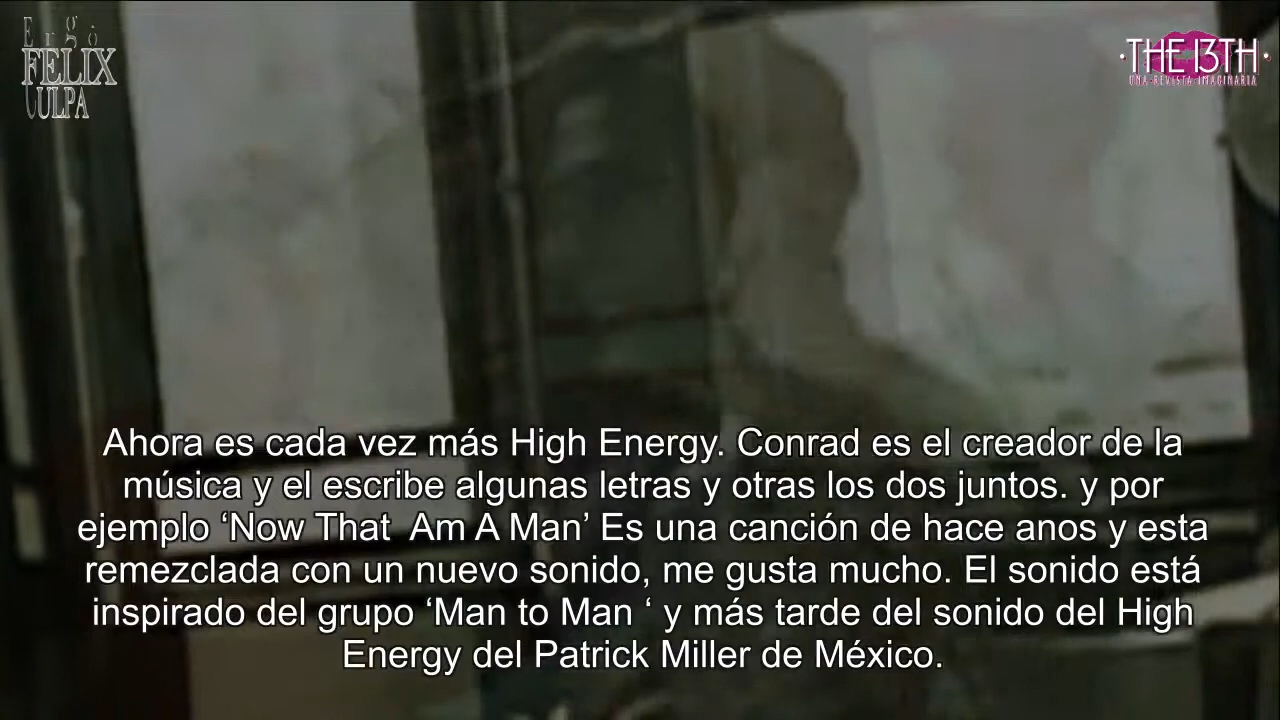 Ergo
FELIX
CULPA
·THE 13TH·
UNA REVISTA IMAGINARIA
Ahora es cada vez más High Energy. Conrad es el creador de la
música y el escribe algunas letras y otras los dos juntos. y por
ejemplo ‘Now That  Am A Man’ Es una canción de hace anos y esta
remezclada con un nuevo sonido, me gusta mucho. El sonido está
inspirado del grupo ‘Man to Man ‘ y más tarde del sonido del High
Energy del Patrick Miller de México.